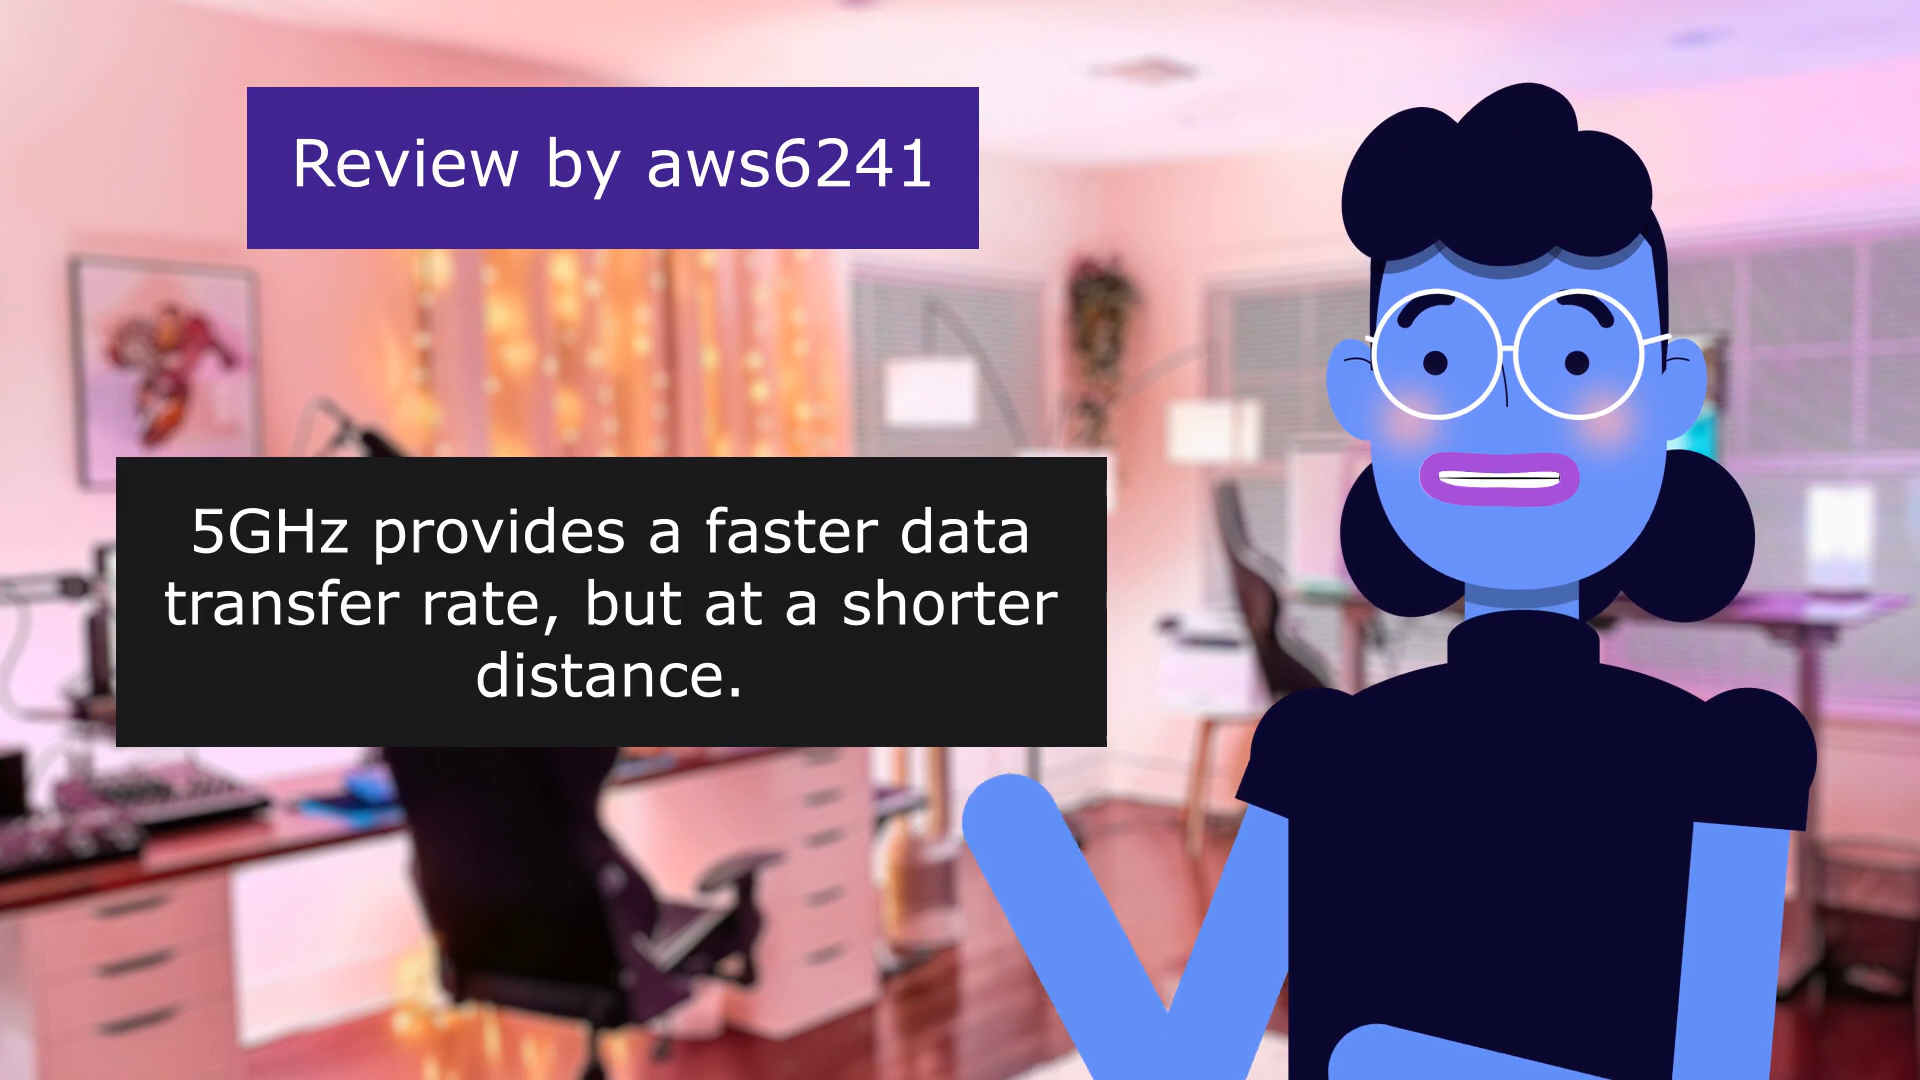 Review by aws6241
5GHz provides a faster data
transfer rate, but at a shorter
distance.